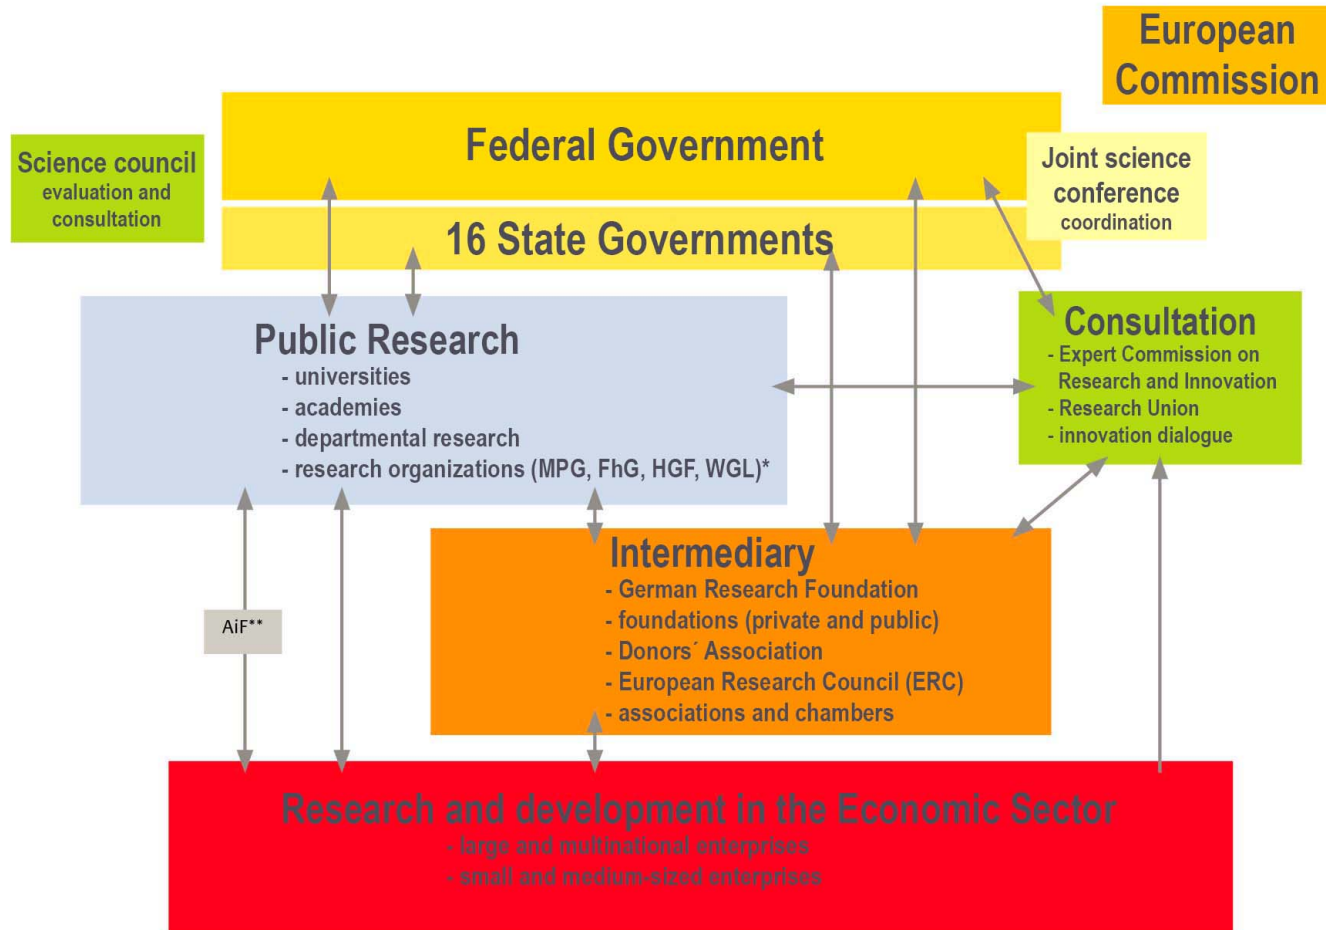 European
Commission
Federal Government
Science council
evaluation and
consultation
Joint science
conference
coordination
16 State Governments
Public Research
- universities
- academies
- departmental research
- research organizations (MPG, FhG, HGF, WGL)*
Consultation
- Expert Commission on
Research and Innovation
- Research Union
- innovation dialogue
Intermediary
- German Research Foundation
- foundations (private and public)
- Donors´ Association
- European Research Council (ERC)
- associations and chambers
AiF**
Research and development in the Economic Sector
- large and multinational enterprises
- small and medium-sized enterprises